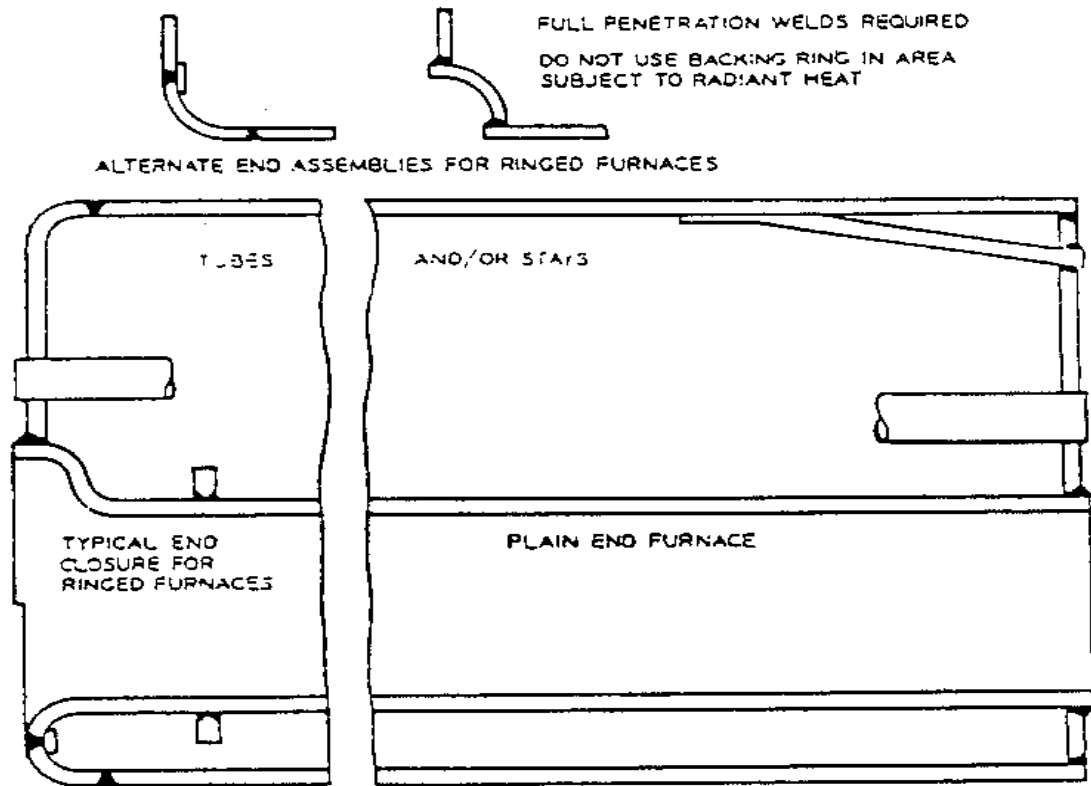 FULL PENETRATION WELDS REQUIRED
DO NOT USE BACKING RING IN AREA
SUBJECT TO RADIANT HEAT
ALTERNATE END ASSEMBLIES FOR RINGED FURNACES
TUBES
AND/OR STAYS
TYPICAL END
CLOSURE FOR
RINGED FURNACES
PLAIN END FURNACE